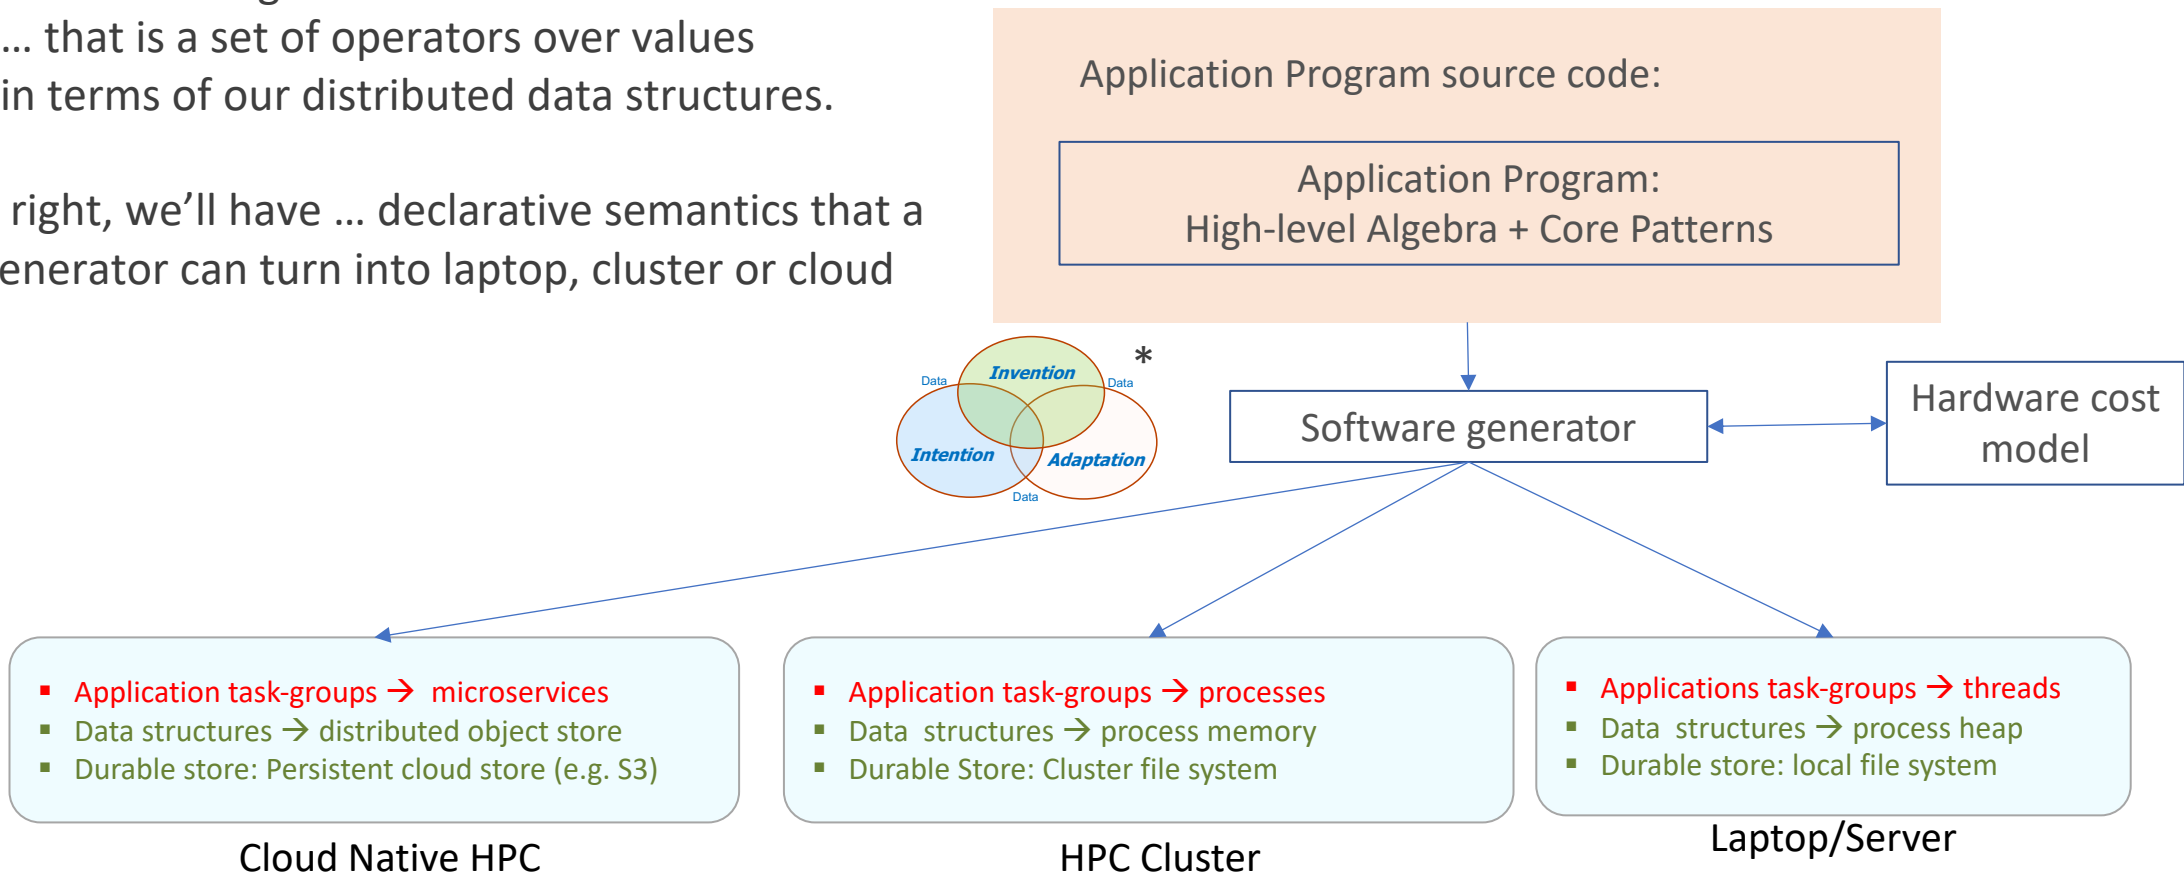 … that is a set of operators over values
in terms of our distributed data structures.
right, we’ll have … declarative semantics that a
enerator can turn into laptop, cluster or cloud
Application Program source code:
Application Program:
High-level Algebra + Core Patterns
*
Data
Invention
Data
Intention
Adaptation
Data
Software generator
Hardware cost
model
▪ Application task-groups → microservices
▪ Data structures → distributed object store
▪ Durable store: Persistent cloud store (e.g. S3)
Cloud Native HPC
▪ Application task-groups → processes
▪ Data structures → process memory
▪ Durable Store: Cluster file system
HPC Cluster
▪ Applications task-groups → threads
▪ Data structures → process heap
▪ Durable store: local file system
Laptop/Server